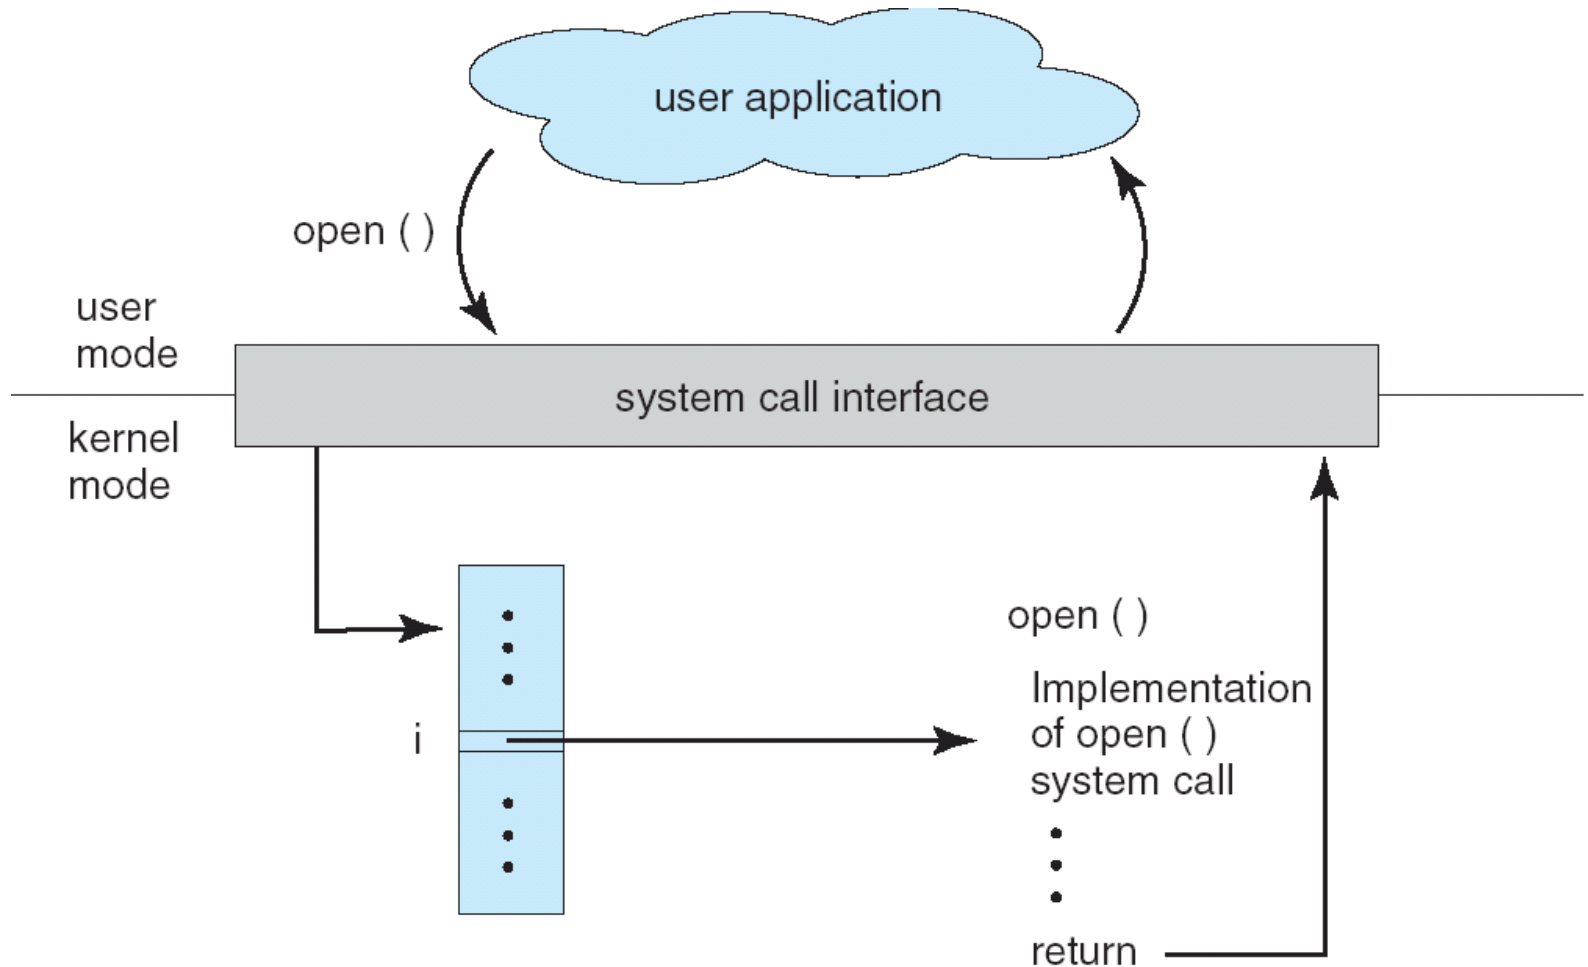 user application
open ( )
user
mode
system call interface
kernel
mode
open ( )
Implementation
of open ( )
system call
i
return